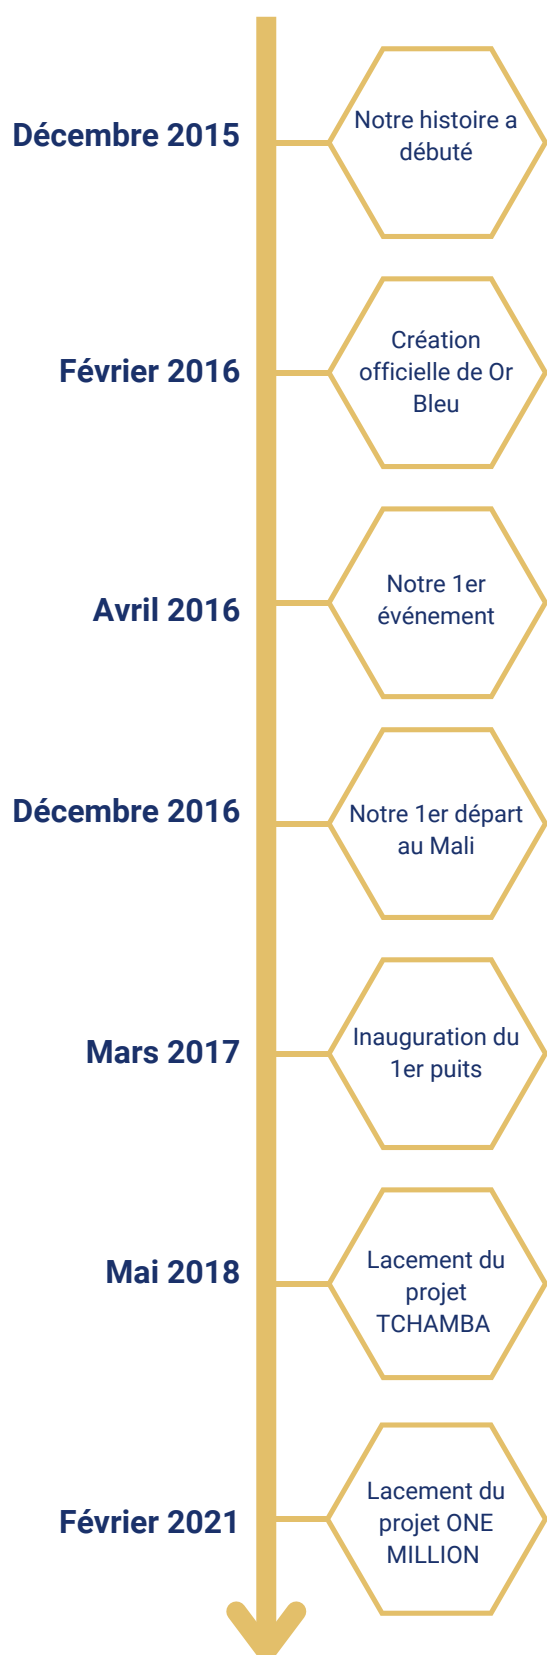 Décembre 2015
Notre histoire a
débuté
Février 2016
Création
officielle de Or
Bleu
Avril 2016
Notre 1er
événement
Décembre 2016
Notre 1er départ
au Mali
Mars 2017
Inauguration du
1er puits
Mai 2018
Lacement du
projet
TCHAMBA
Février 2021
Lacement du
projet ONE
MILLION